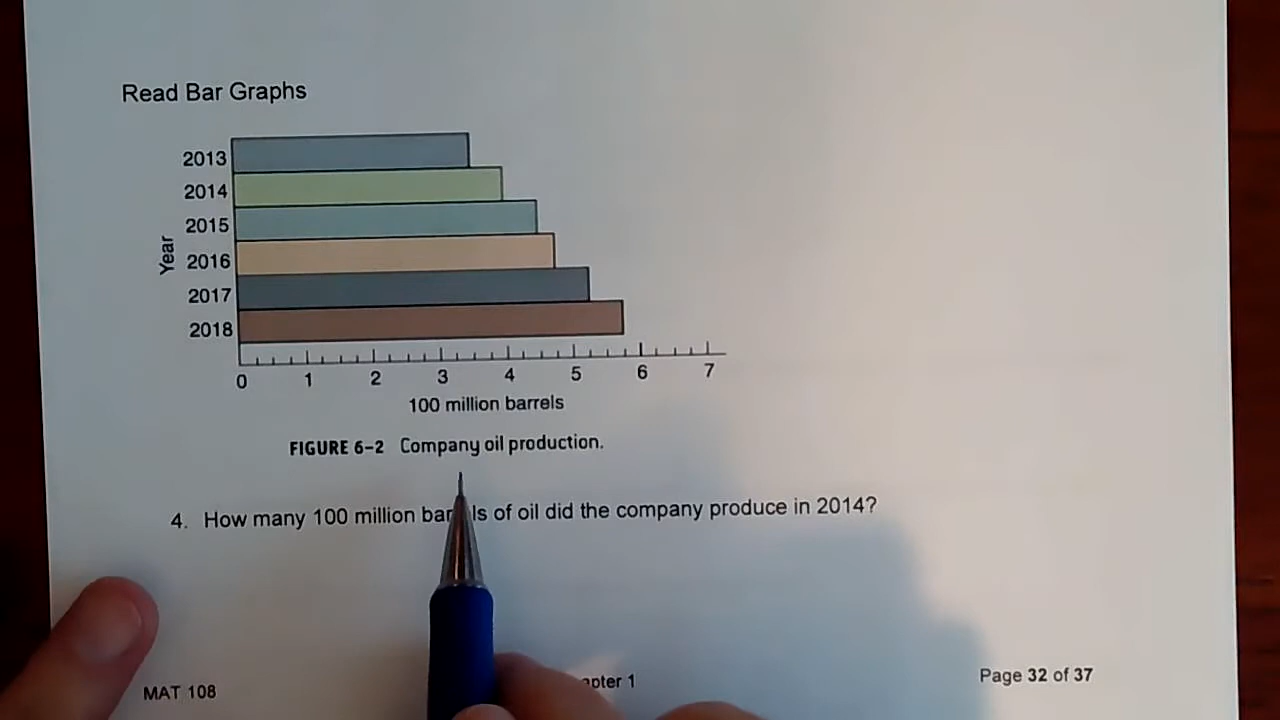 Read Bar Graphs
2013
2014
2015
2016
2017
2018
Year
0 1 2 3 4 5 6 7
100 million barrels
FIGURE 6–2 Company oil production.
4. How many 100 million of oil did the company produce in 2014?
MAT 108 1 Page 32 of 37